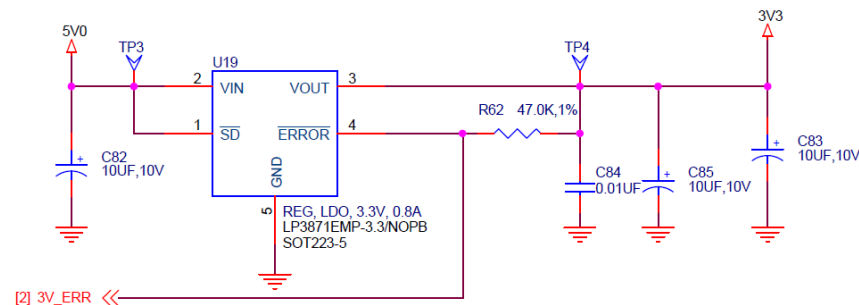 5V0
3V3
TP3
TP4
U19
2
VIN
VOUT
3
R62
47.0K,1%
1
SD
ERROR
4
C82
10UF,10V
GND
5
C84
0.01UF
C85
10UF,10V
C83
10UF,10V
REG, LDO, 3.3V, 0.8A
LP3871EMP-3.3/NOPB
SOT223-5
[2] 3V_ERR